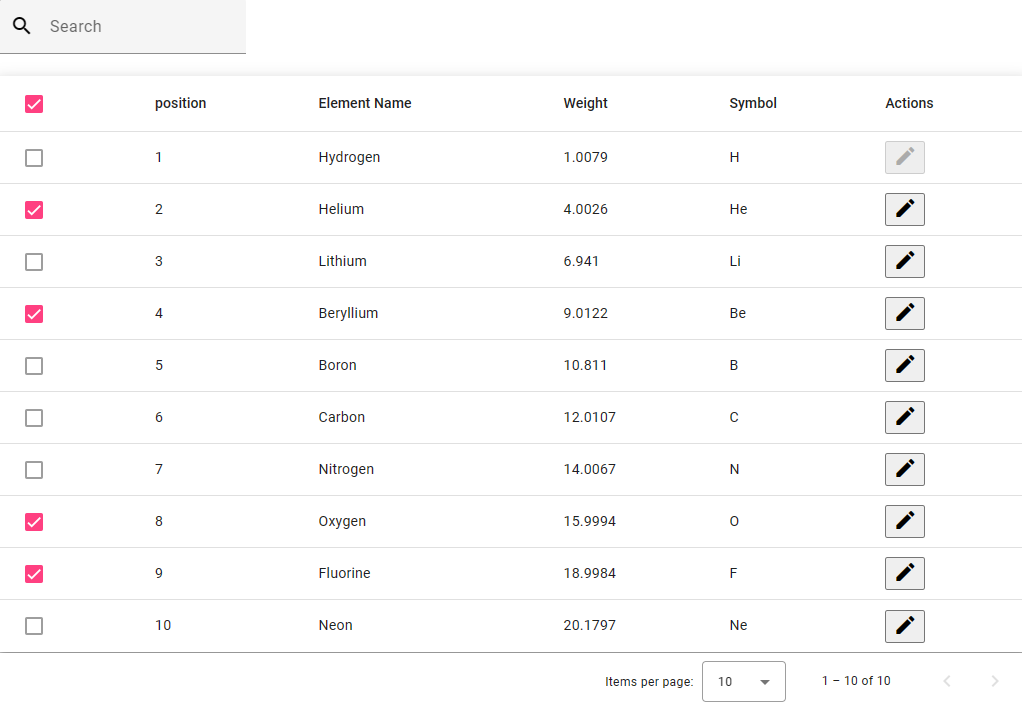 Search
position Element Name Weight Symbol Actions
1 Hydrogen 1.0079 H
2 Helium 4.0026 He
3 Lithium 6.941 Li
4 Beryllium 9.0122 Be
5 Boron 10.811 B
6 Carbon 12.0107 C
7 Nitrogen 14.0067 N
8 Oxygen 15.9994 O
9 Fluorine 18.9984 F
10 Neon 20.1797 Ne
Items per page: 10 1 – 10 of 10